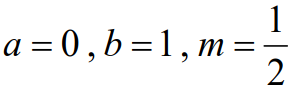 a = 0 , b = 1 , m = 1/2